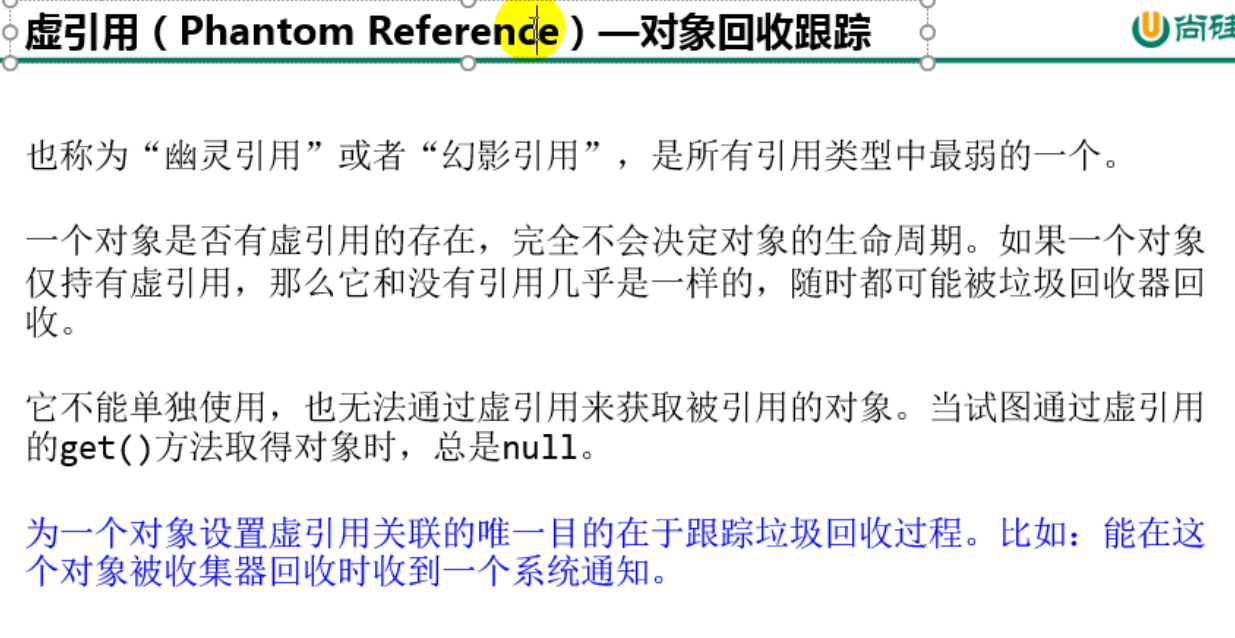 虚引用（Phantom Reference）—对象回收跟踪
尚硅
也称为“幽灵引用”或者“幻影引用”，是所有引用类型中最弱的一个。
一个对象是否有虚引用的存在，完全不会决定对象的生命周期。如果一个对象
仅持有虚引用，那么它和没有引用几乎是一样的，随时都可能被垃圾回收器回
收。
它不能单独使用，也无法通过虚引用来获取被引用的对象。当试图通过虚引用
的get()方法取得对象时，总是null。
为一个对象设置虚引用关联的唯一目的在于跟踪垃圾回收过程。比如：能在这
个对象被收集器回收时收到一个系统通知。